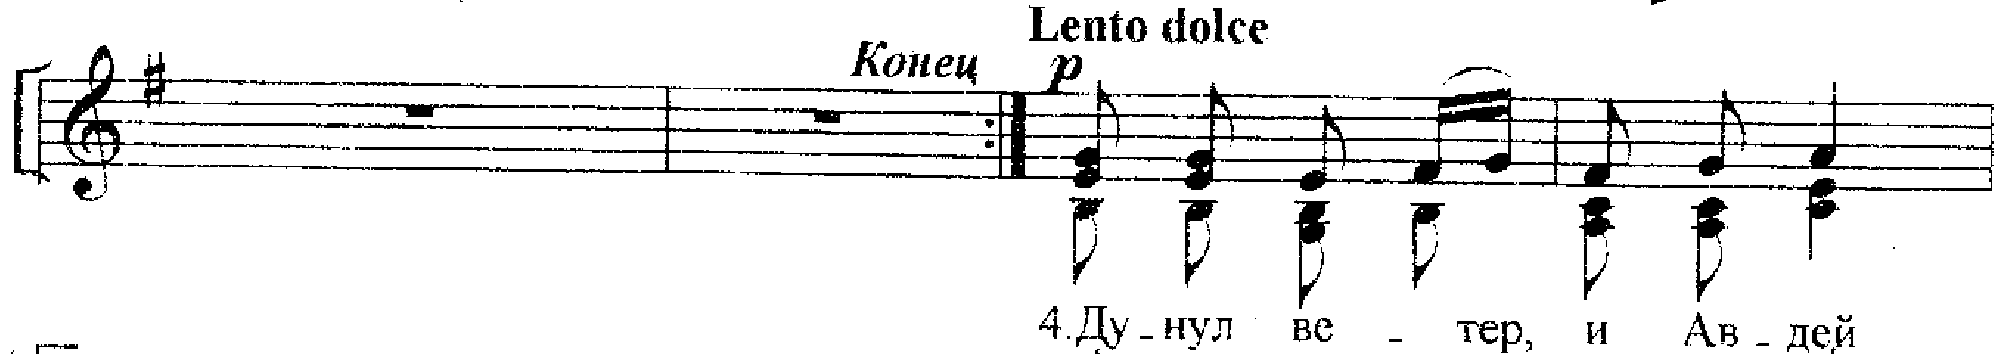 Lento dolce
Конец p
4. Ду - нул ве - тер, и Ав - дей